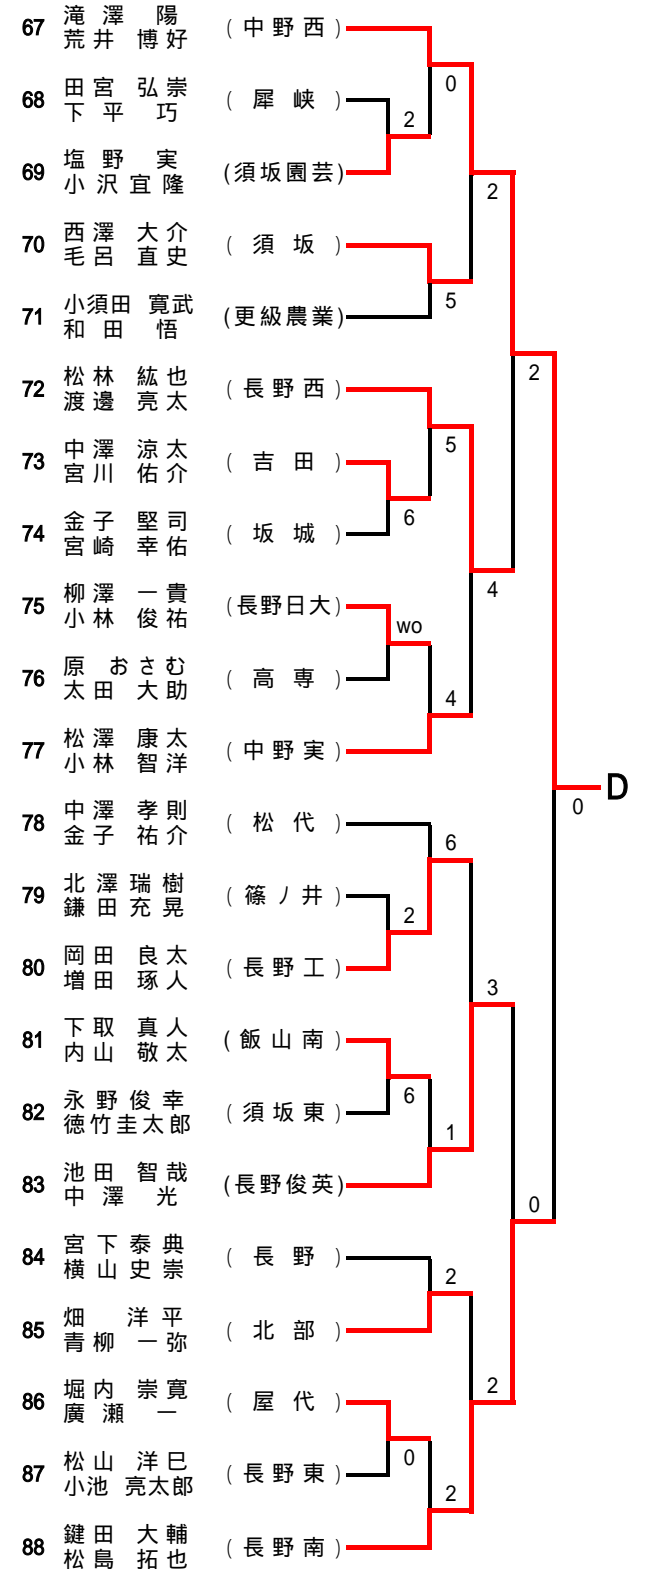 67 滝澤 陽 (中野西)
荒井 博好
0
68 田宮 弘崇 (犀峡)
下平 巧
2
69 塩野 実 (須坂園芸)
小沢宜隆
2
70 西澤 大介 (須坂)
毛呂 直史
5
71 小須田 寛武 (更級農業)
和田 悟
2
72 松林 紘也 (長野西)
渡邊 亮太
5
73 中澤 涼太 (吉田)
宮川 佑介
6
74 金子 堅司 (坂城)
宮崎 幸佑
4
75 柳澤 一貴 (長野日大)
小林 俊祐
wo
76 原 おさむ (高専)
太田 大助
4
77 松澤 康太 (中野実)
小林 智洋
D
0
78 中澤 孝則 (松代)
金子 祐介
6
79 北澤瑞樹 (篠ノ井)
鎌田充晃
2
80 岡田 良太 (長野工)
増田 琢人
3
81 下取 真人 (飯山南)
内山 敬太
6
82 永野俊幸 (須坂東)
徳竹圭太郎
1
83 池田 智哉 (長野俊英)
中澤 光
0
84 宮下泰典 (長野)
横山史崇
2
85 畑 洋平 (北部)
青柳 一弥
2
86 堀内 崇寛 (屋代)
廣瀬 一
0
87 松山 洋巳 (長野東)
小池 亮太郎
2
88 鍵田 大輔 (長野南)
松島 拓也